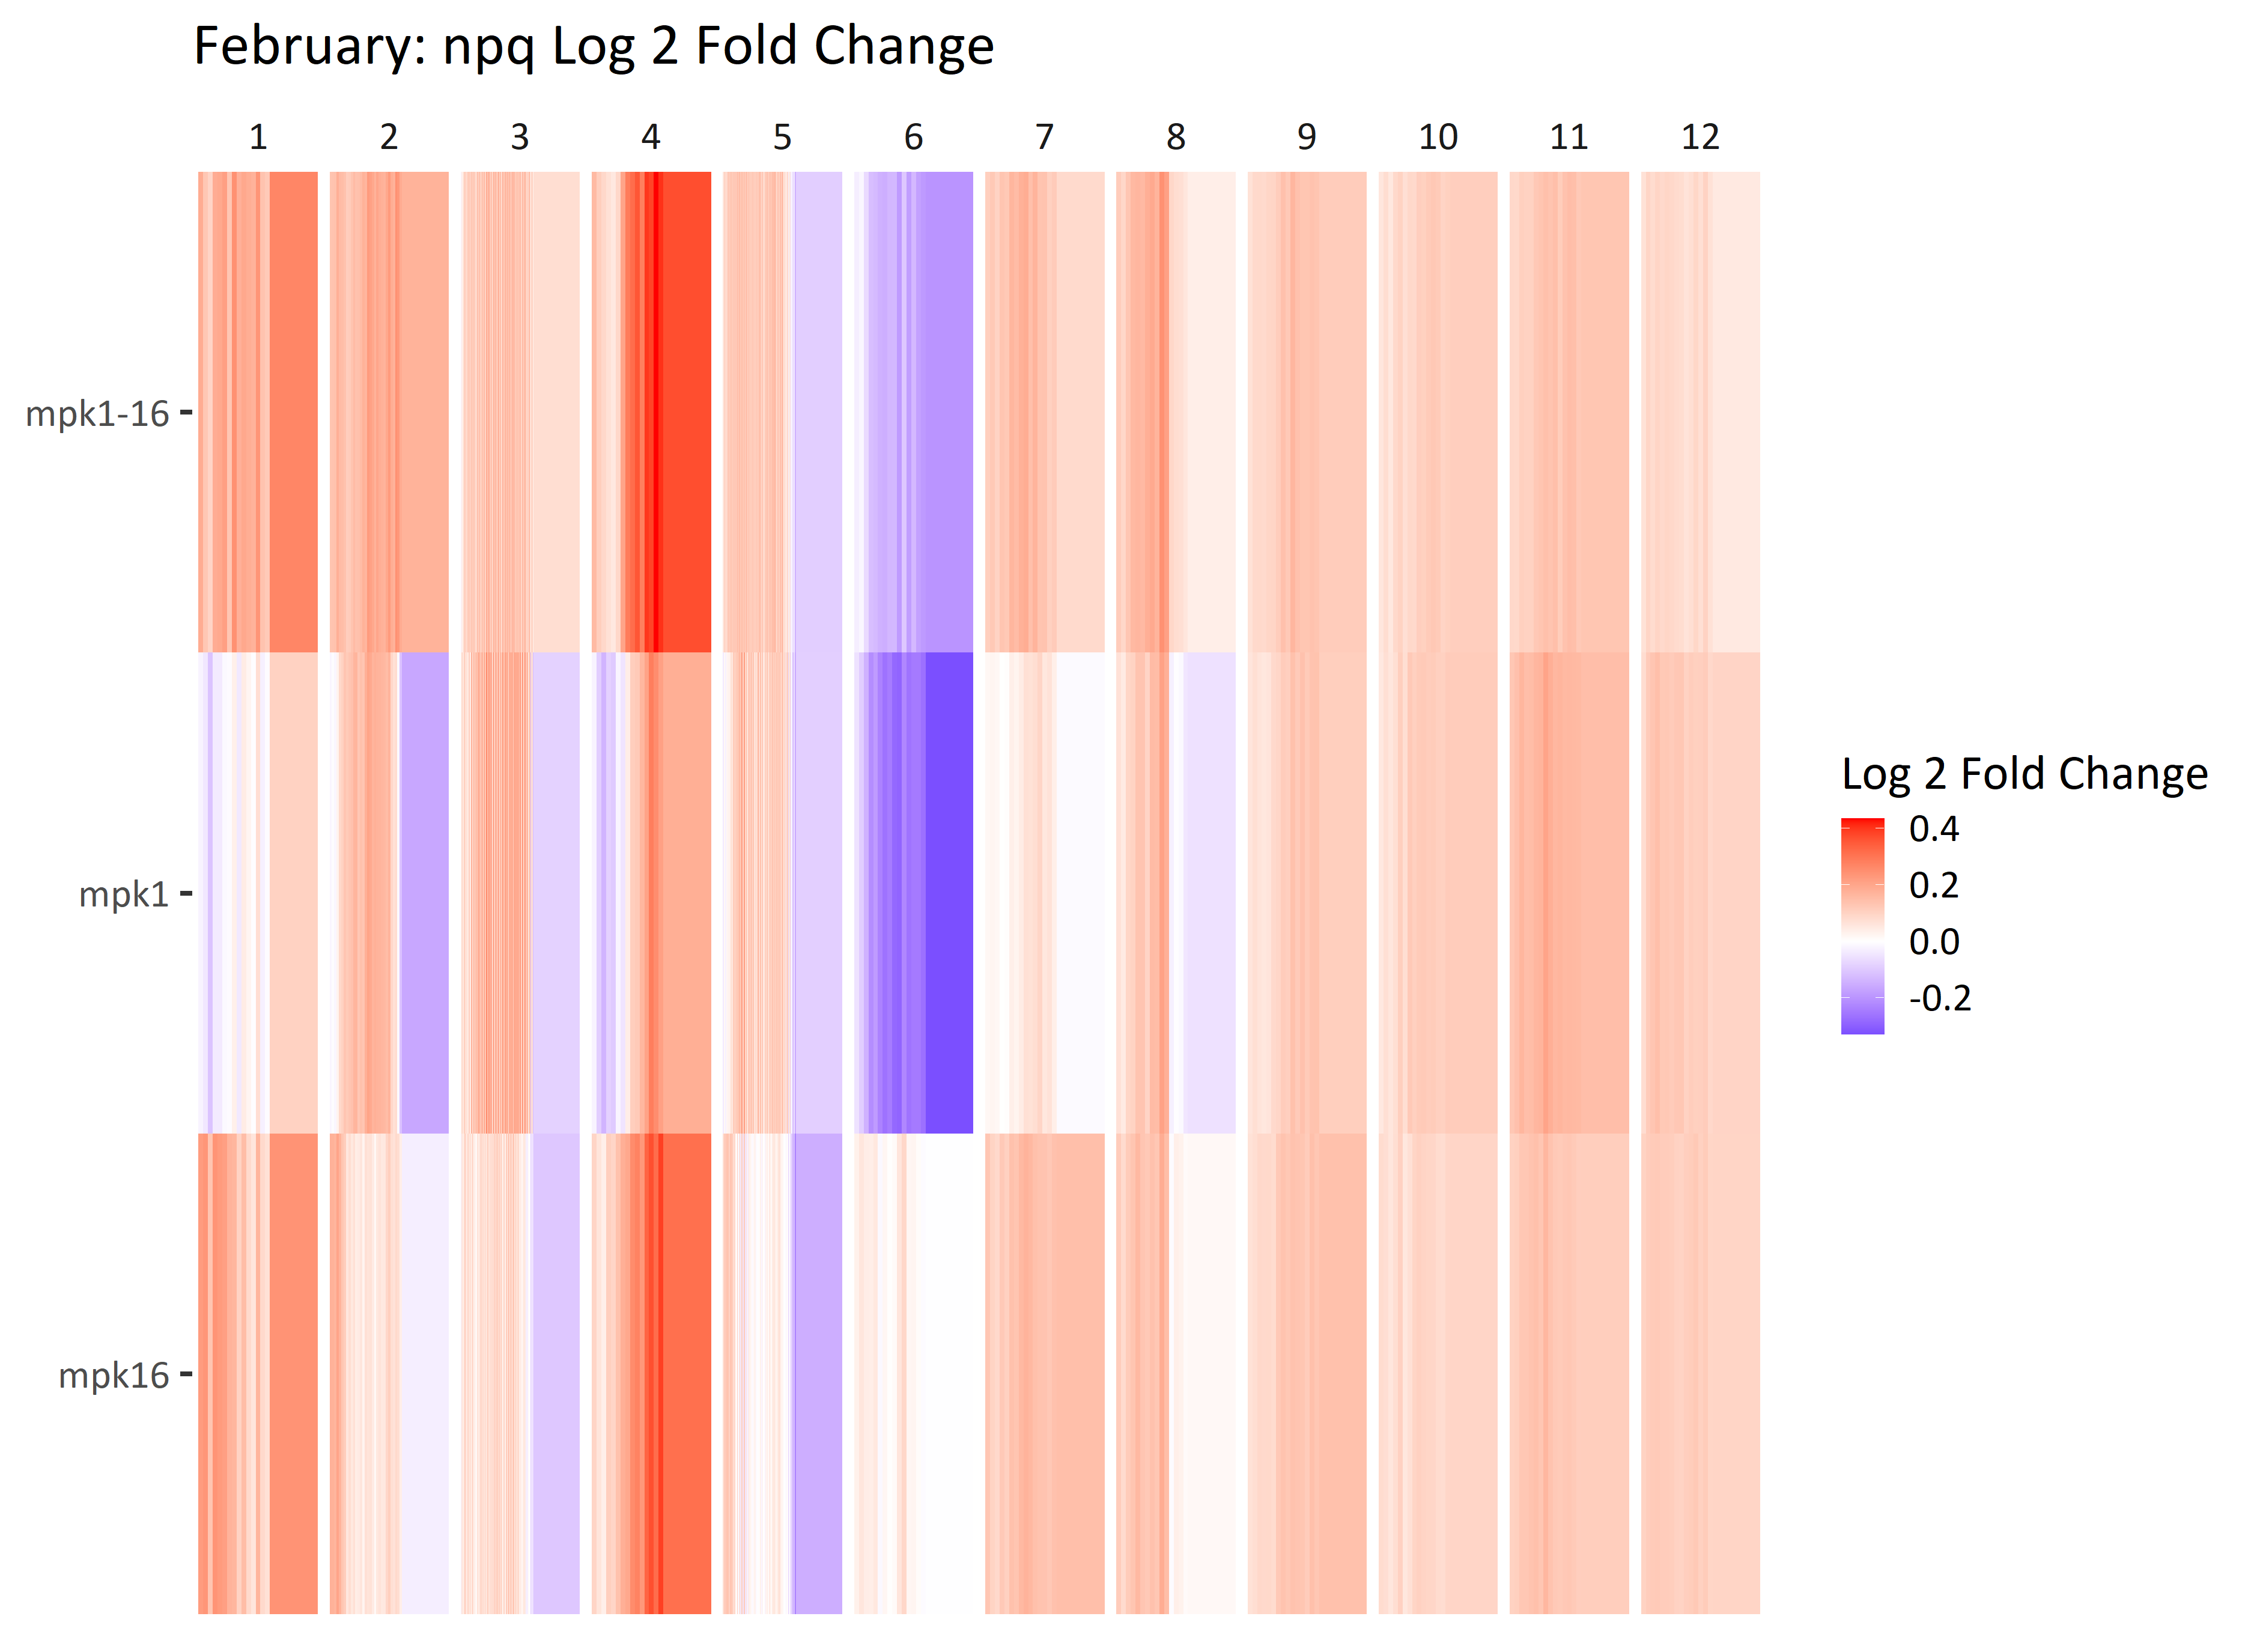 February: npq Log 2 Fold Change
1 2 3 4 5 6 7 8 9 10 11 12
mpk1-16
mpk1
mpk16
Log 2 Fold Change
0.4
0.2
0.0
-0.2